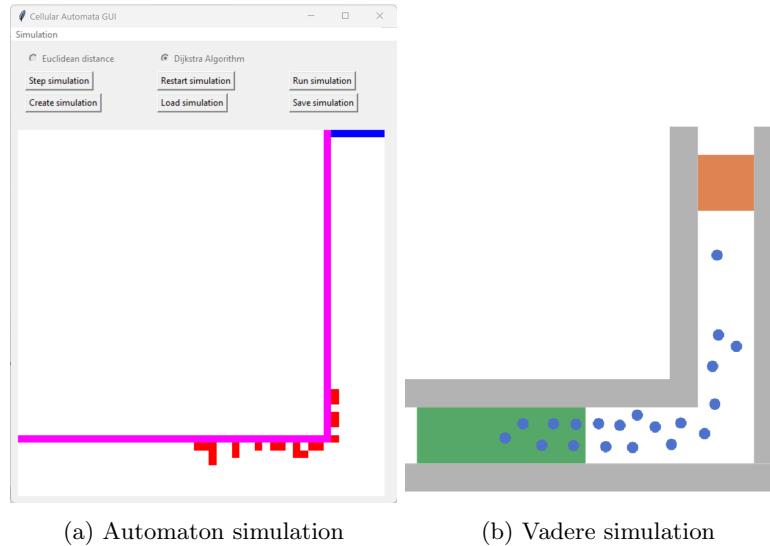 Cellular Automata GUI
Simulation
Euclidean distance Dijkstra Algorithm
Step simulation Restart simulation Run simulation
Create simulation Load simulation Save simulation
(a) Automaton simulation (b) Vadere simulation